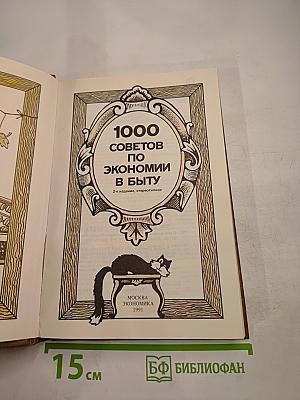 1000
СОВЕТОВ
ПО
ЭКОНОМИИ
В БЫТУ
2-е издание, стереотипное
МОСКВА
ЭКОНОМИКА
1991
15 см
БФ БИБЛИОФАН